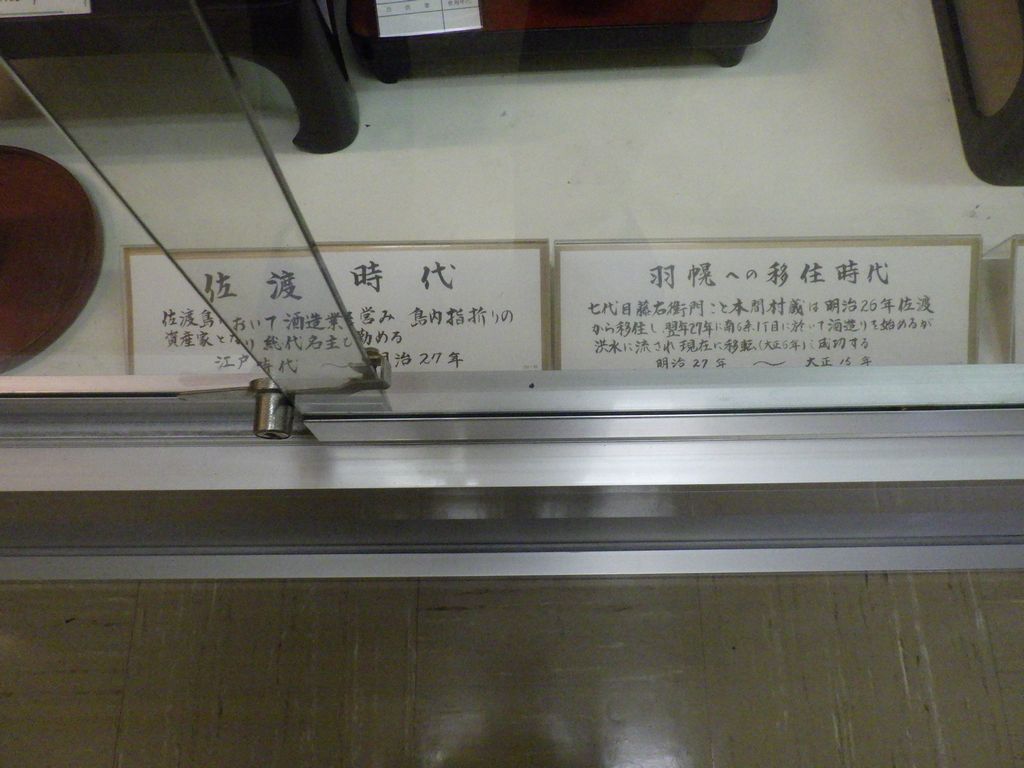 佐渡時代
佐渡島において酒造業を営み 島内指折りの
資産家となり総代名主も勤める
江戸時代 〜 明治27年
羽幌への移住時代
七代目藤右衛門こと本間村蔵は明治26年佐渡
から移住し翌年27年に南6条1丁目に於いて酒造りを始めるが
洪水に流され現在に移転(大正5年)に成功する
明治27年 〜 大正15年